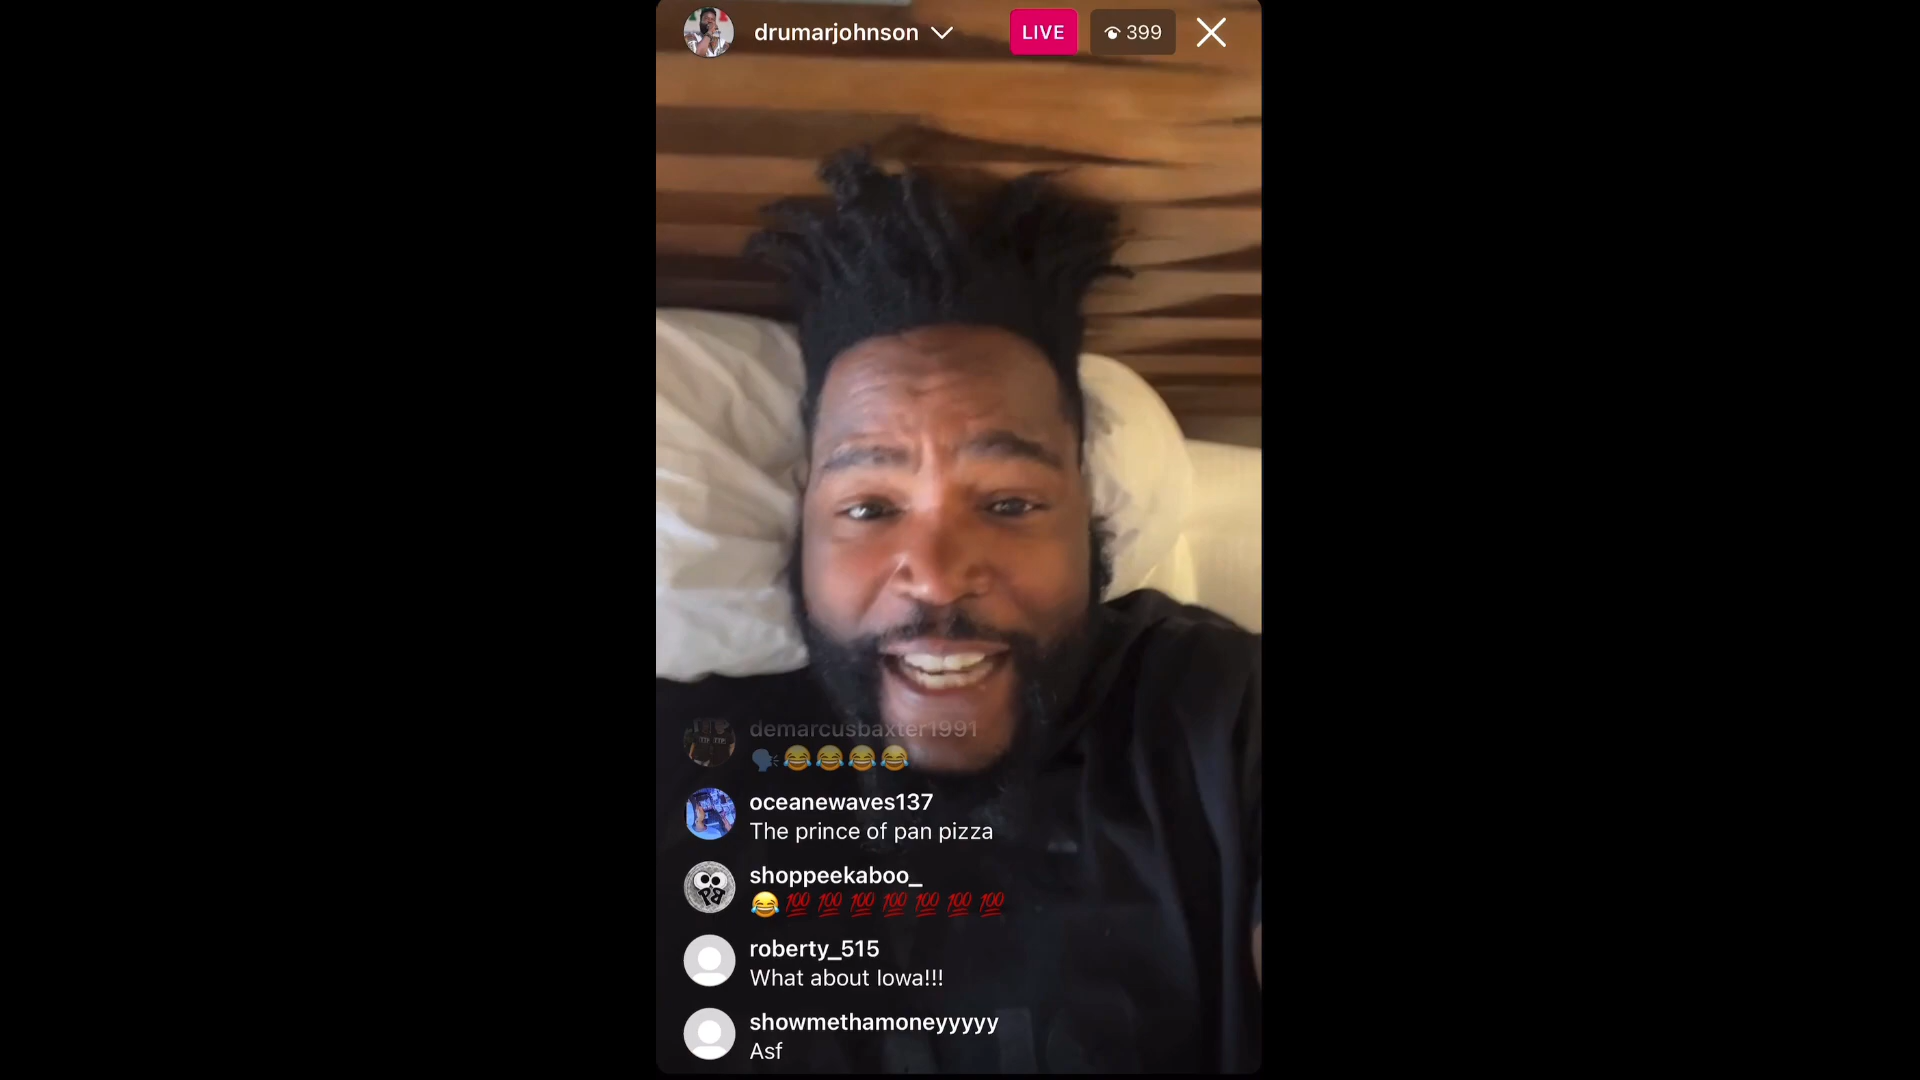 drumarjohnson
LIVE
399
demarcusbaxter1991
🗣😂😂😂😂
oceanewaves137
The prince of pan pizza
shoppeekaboo_
😂💯💯💯💯💯💯💯
roberty_515
What about Iowa!!!
showmethamoneyyyyy
Asf